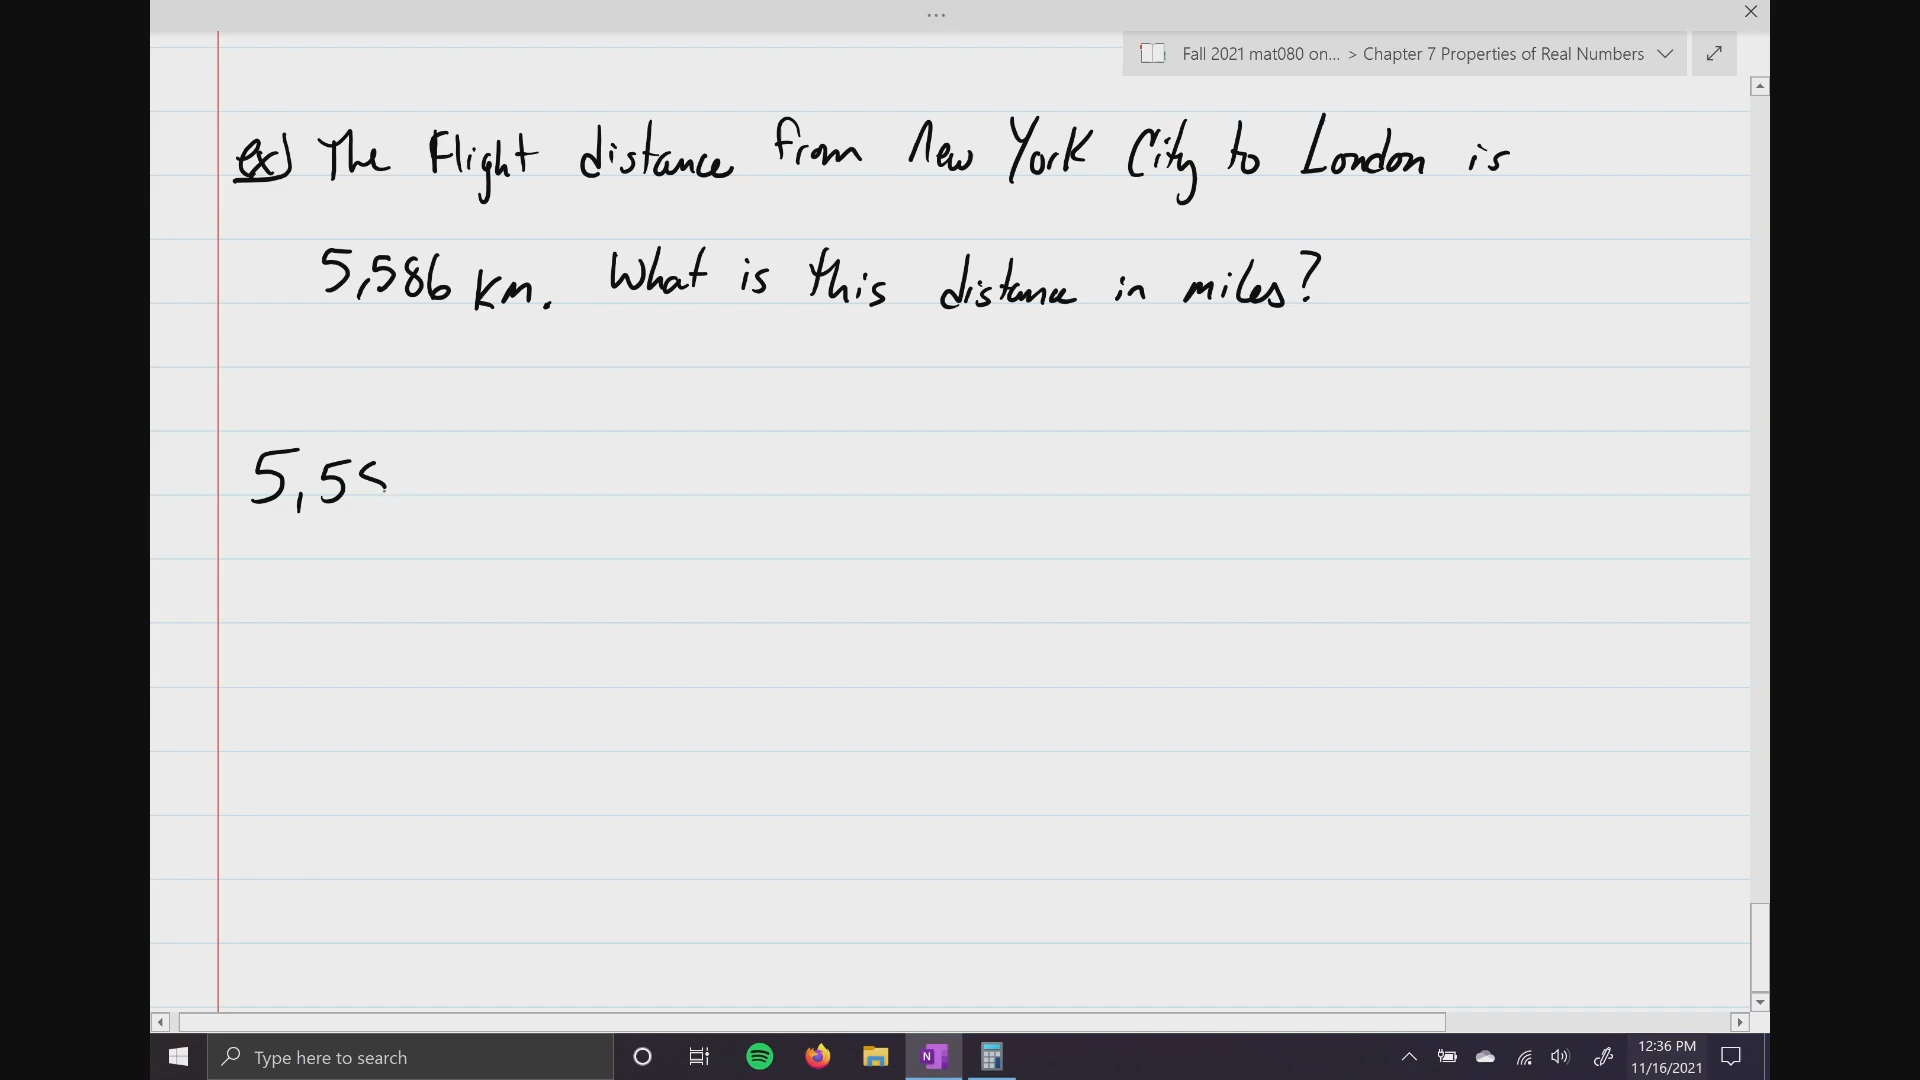 ...
Fall 2021 mat080 on... > Chapter 7 Properties of Real Numbers
ex) The Flight distance from New York City to London is
5,586 km. What is this distance in miles?
5,5
Type here to search
12:36 PM
11/16/2021